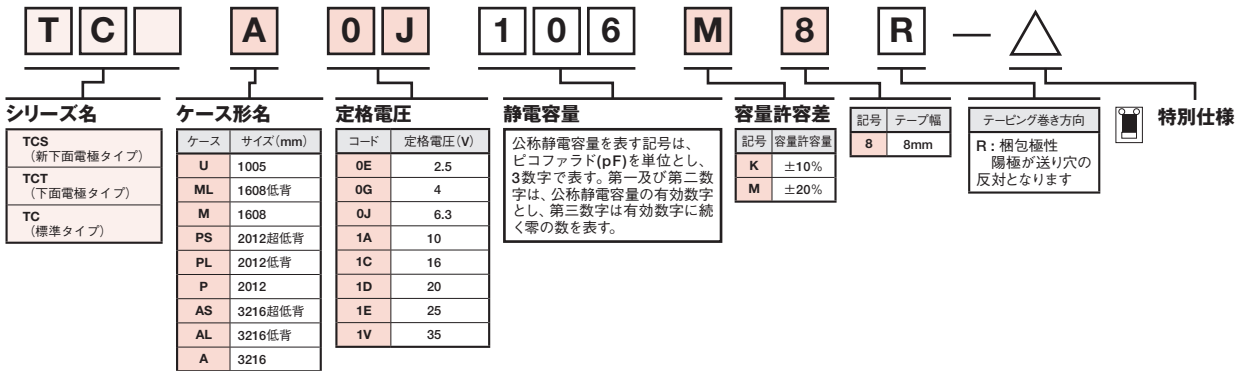 T C A 0 J 1 0 6 M 8 R —
シリーズ名
TCS
(新下面電極タイプ)
TCT
(下面電極タイプ)
TC
(標準タイプ)
ケース形名
ケース サイズ(mm)
U 1005
ML 1608低背
M 1608
PS 2012超低背
PL 2012低背
P 2012
AS 3216超低背
AL 3216低背
A 3216
定格電圧
コード 定格電圧(V)
0E 2.5
0G 4
0J 6.3
1A 10
1C 16
1D 20
1E 25
1V 35
静電容量
公称静電容量を表す記号は、
ピコファラド(pF)を単位とし、
3数字で表す。第一及び第二数
字は、公称静電容量の有効数字
とし、第三数字は有効数字に続
く零の数を表す。
容量許容差
記号 容量許容量
K ±10%
M ±20%
記号 テープ幅
8 8mm
テーピング巻き方向
R:梱包極性
陽極が送り穴の
反対となります
特別仕様